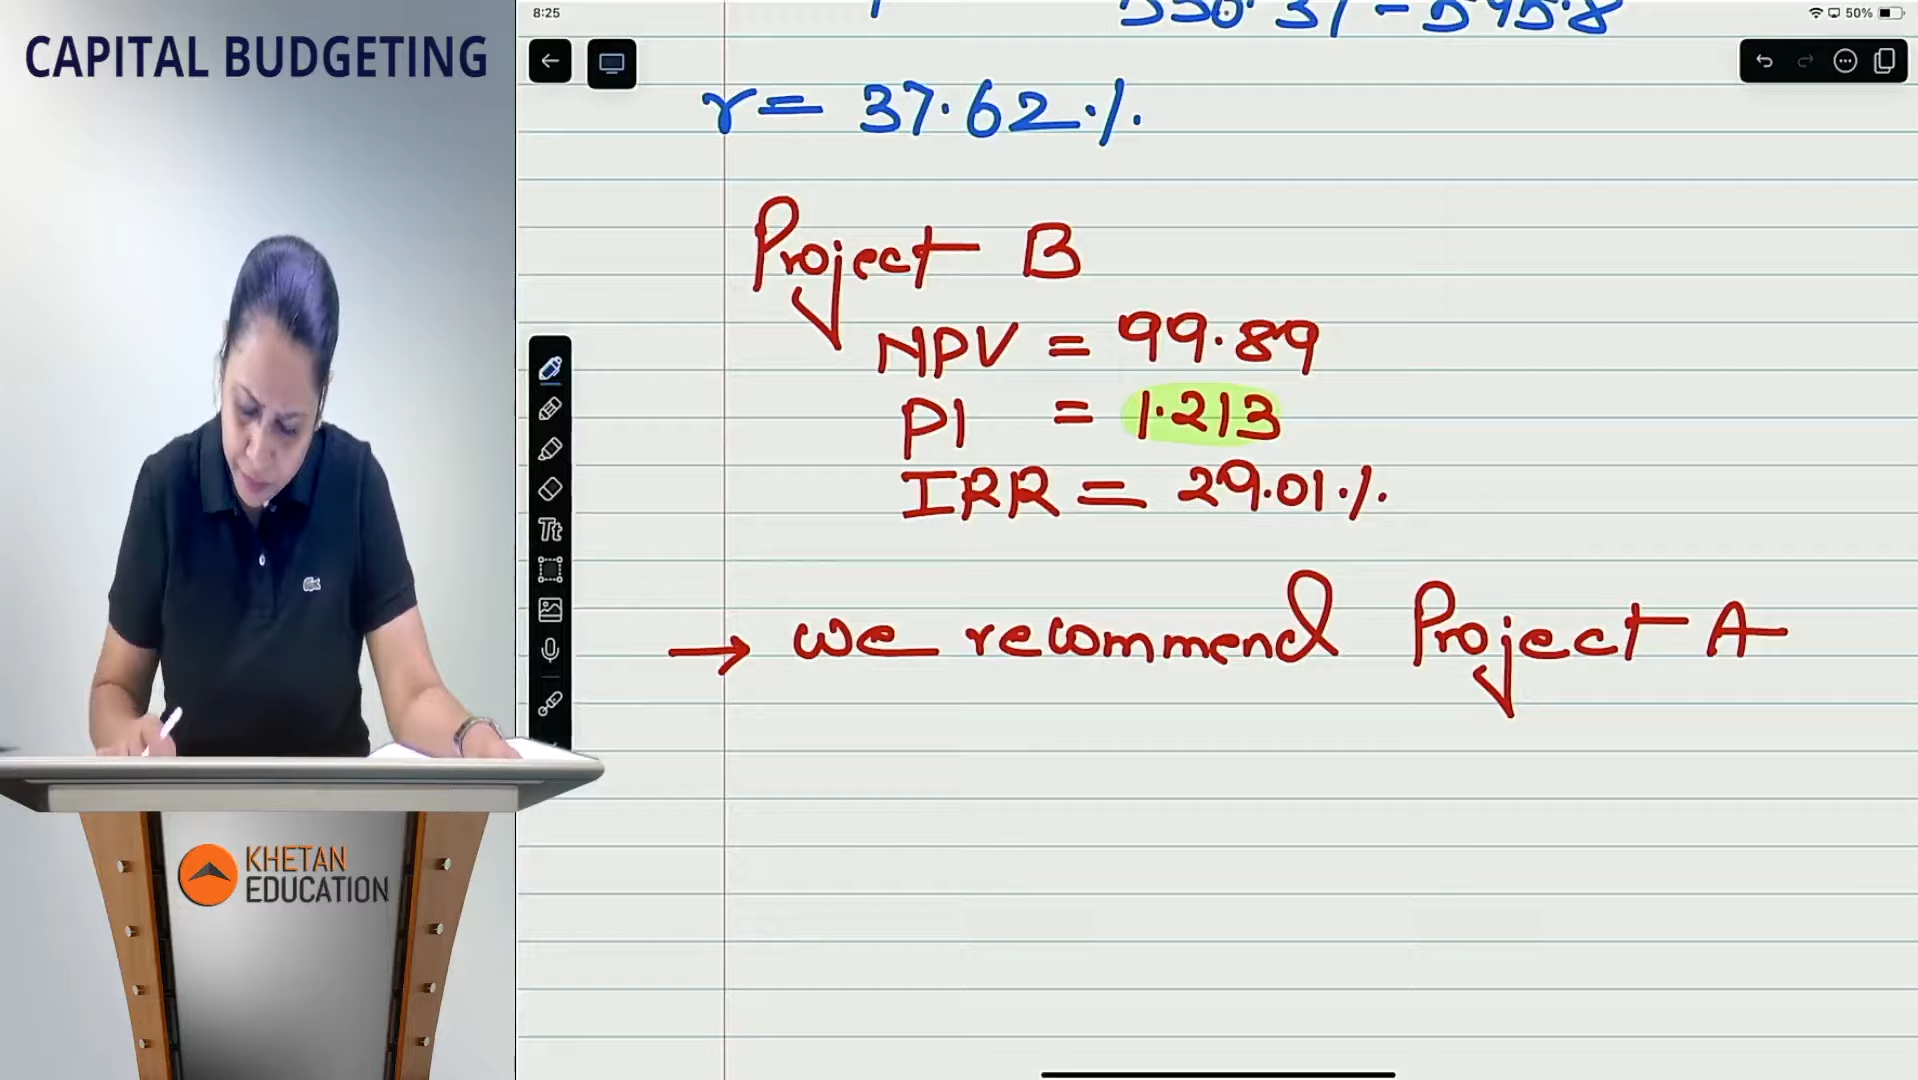 CAPITAL BUDGETING
8:25
50%
r = 37.62%
Project B
NPV = 99.89
PI = 1.213
IRR = 29.01%
→ we recommend Project A
Tt
KHETAN
EDUCATION